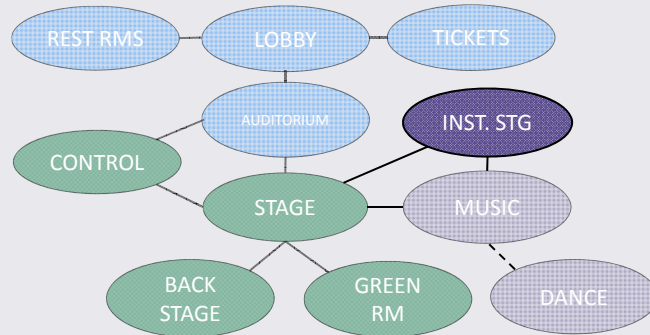 REST RMS
LOBBY
TICKETS
AUDITORIUM
INST. STG
CONTROL
STAGE
MUSIC
BACK
STAGE
GREEN
RM
DANCE